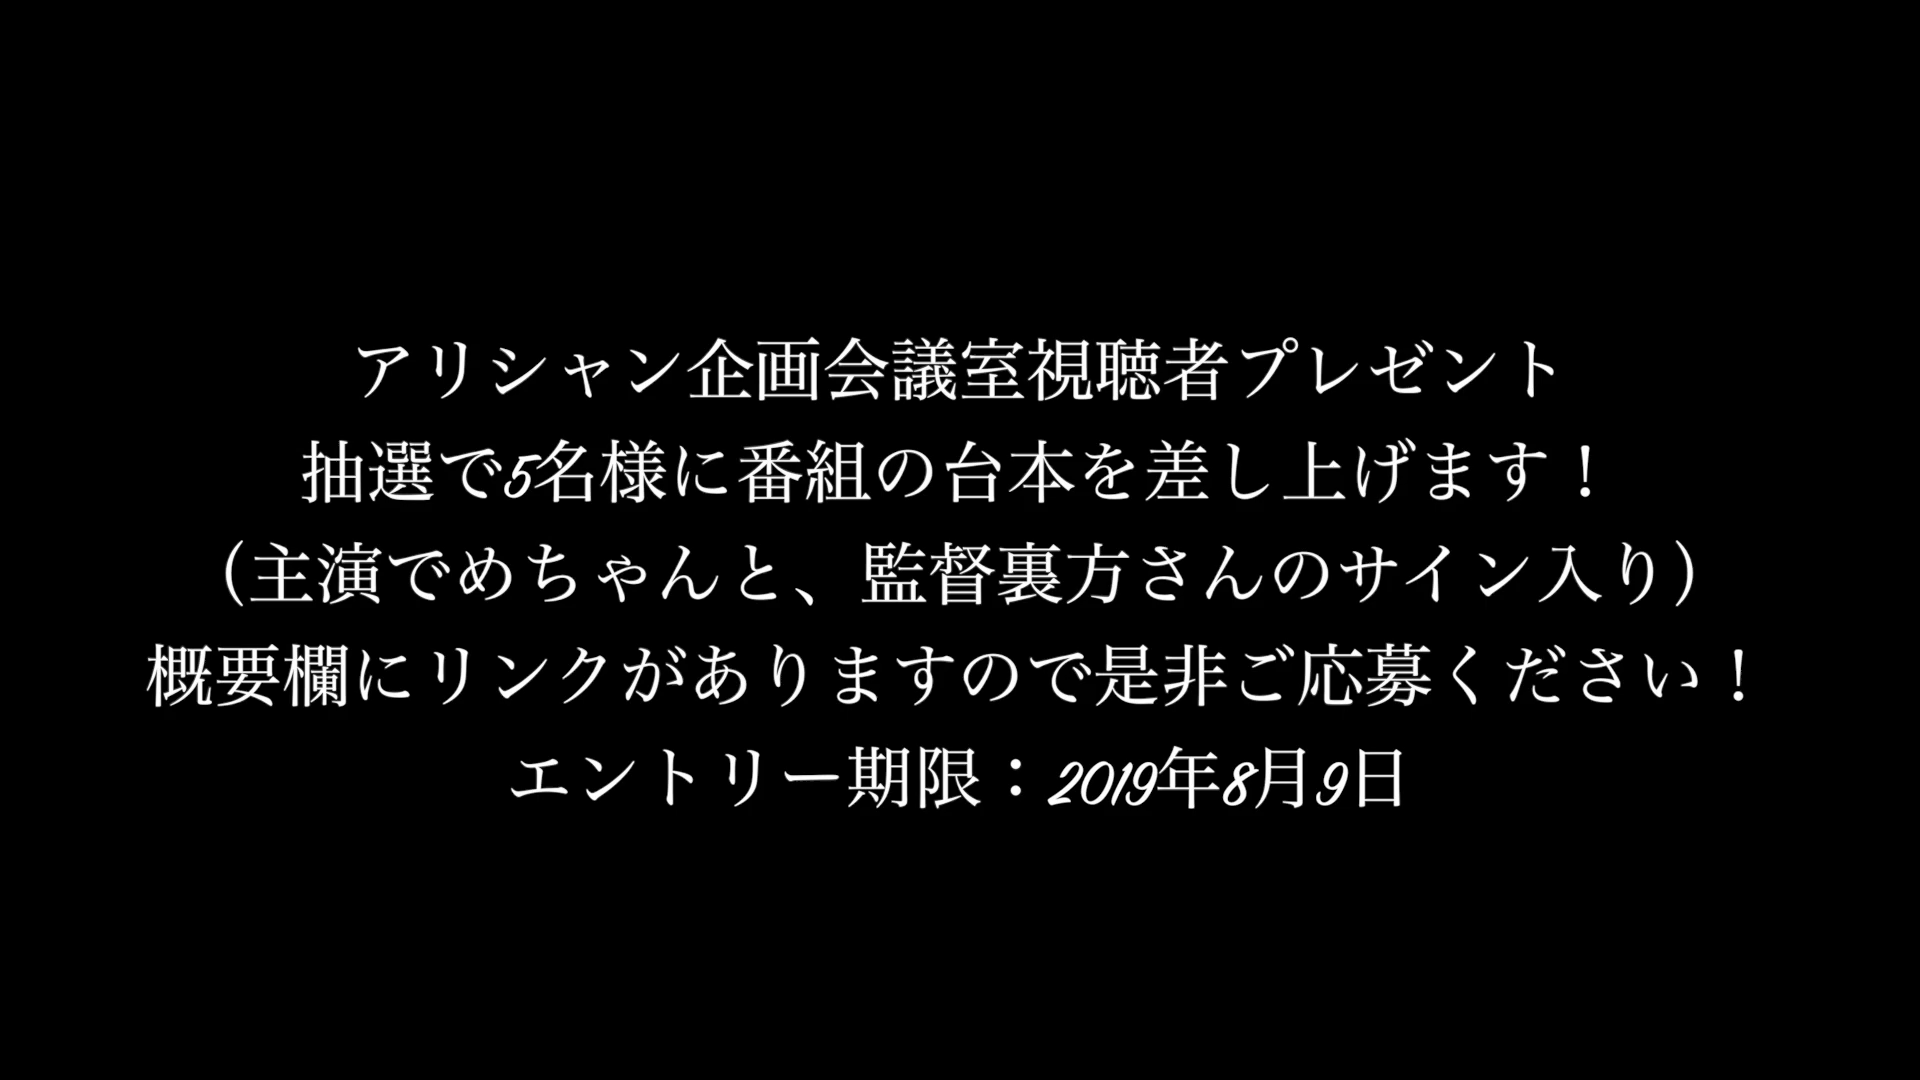 アリシャン企画会議室視聴者プレゼント
抽選で5名様に番組の台本を差し上げます！
（主演でめちゃんと、監督裏方さんのサイン入り）
概要欄にリンクがありますので是非ご応募ください！
エントリー期限：2019年8月9日